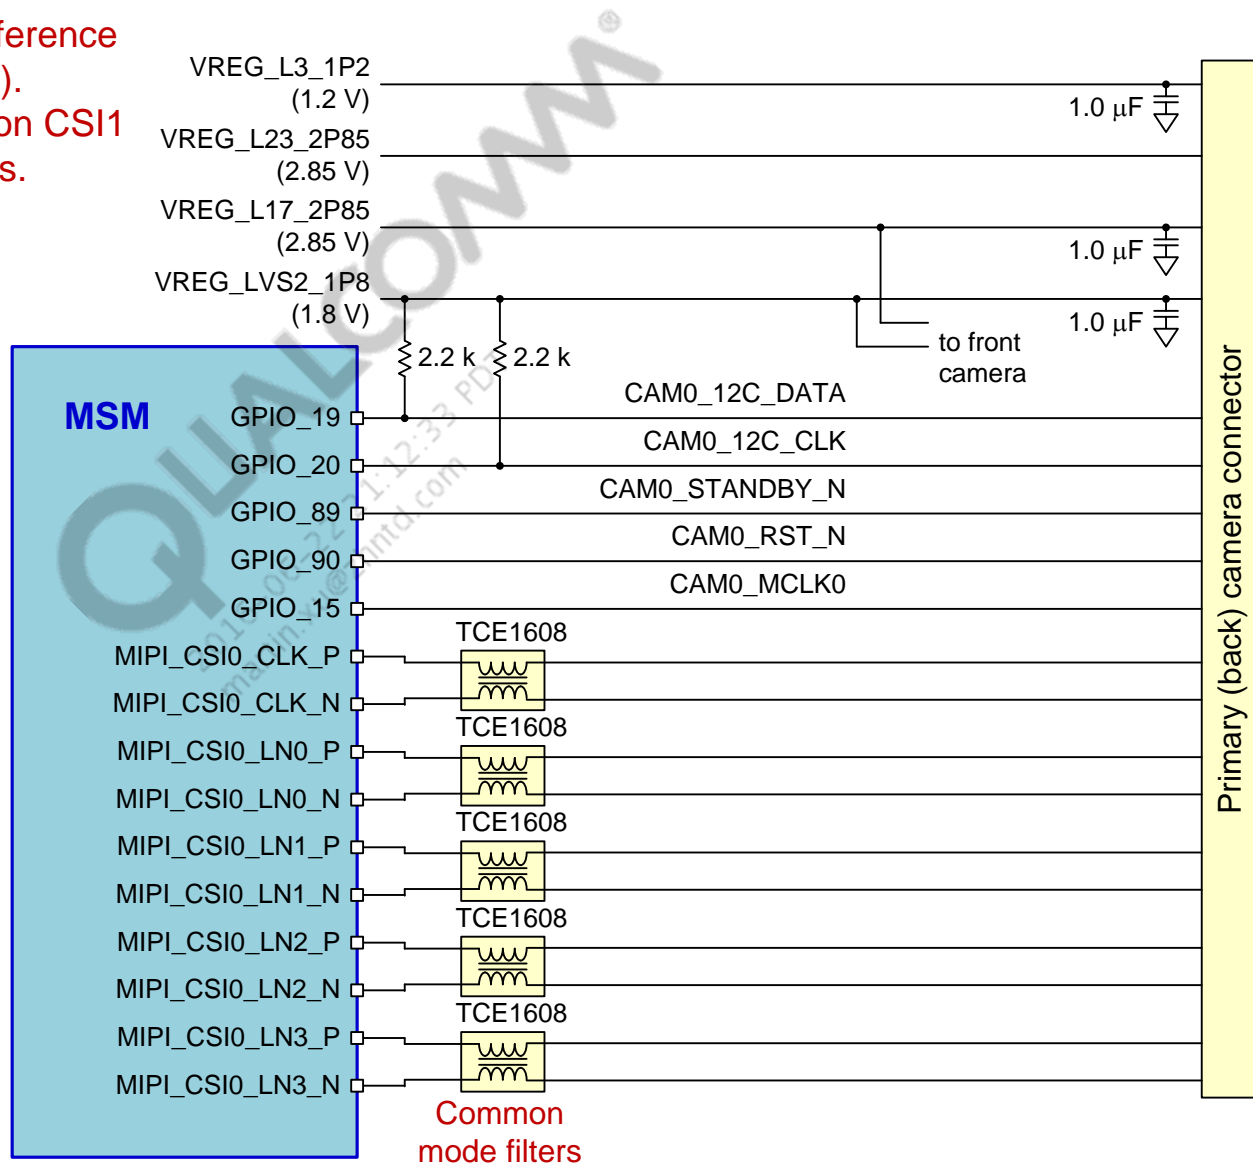 ference
).
on CSI1
s.
VREG_L3_1P2
(1.2 V)
1.0 µF
VREG_L23_2P85
(2.85 V)
VREG_L17_2P85
(2.85 V)
1.0 µF
VREG_LVS2_1P8
(1.8 V)
1.0 µF
to front
camera
2.2 k
2.2 k
MSM
GPIO_19
CAM0_12C_DATA
GPIO_20
CAM0_12C_CLK
GPIO_89
CAM0_STANDBY_N
GPIO_90
CAM0_RST_N
GPIO_15
CAM0_MCLK0
TCE1608
MIPI_CSI0_CLK_P
MIPI_CSI0_CLK_N
TCE1608
MIPI_CSI0_LN0_P
MIPI_CSI0_LN0_N
TCE1608
MIPI_CSI0_LN1_P
MIPI_CSI0_LN1_N
TCE1608
MIPI_CSI0_LN2_P
MIPI_CSI0_LN2_N
TCE1608
MIPI_CSI0_LN3_P
MIPI_CSI0_LN3_N
Common
mode filters
Primary (back) camera connector
QUALCOMM®